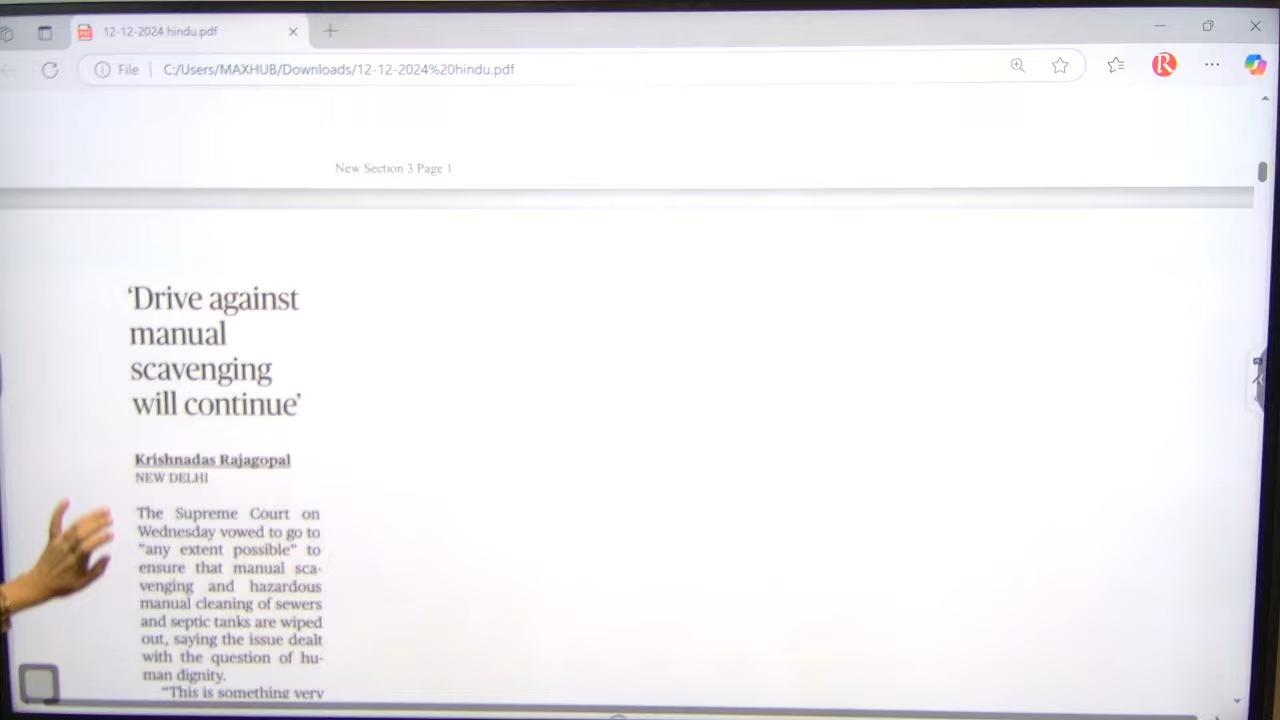 12-12-2024 hindu.pdf
File
C:/Users/MAXHUB/Downloads/12-12-2024%20hindu.pdf
R
New Section 3 Page 1
‘Drive against
manual
scavenging
will continue’
Krishnadas Rajagopal
NEW DELHI
The Supreme Court on
Wednesday vowed to go to
“any extent possible” to
ensure that manual sca-
venging and hazardous
manual cleaning of sewers
and septic tanks are wiped
out, saying the issue dealt
with the question of hu-
man dignity.
“This is something very